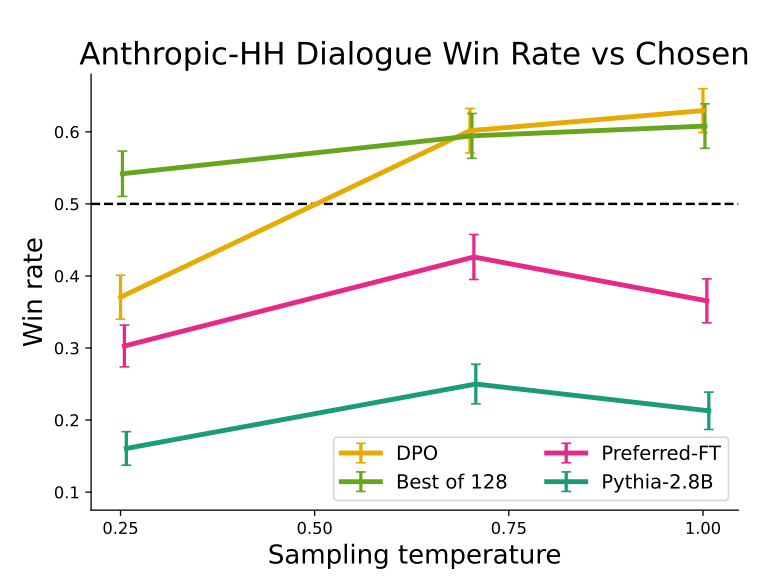 Anthropic-HH Dialogue Win Rate vs Chosen
Win rate
0.6
0.5
0.4
0.3
0.2
0.1
DPO
Best of 128
Preferred-FT
Pythia-2.8B
0.25
0.50
0.75
1.00
Sampling temperature